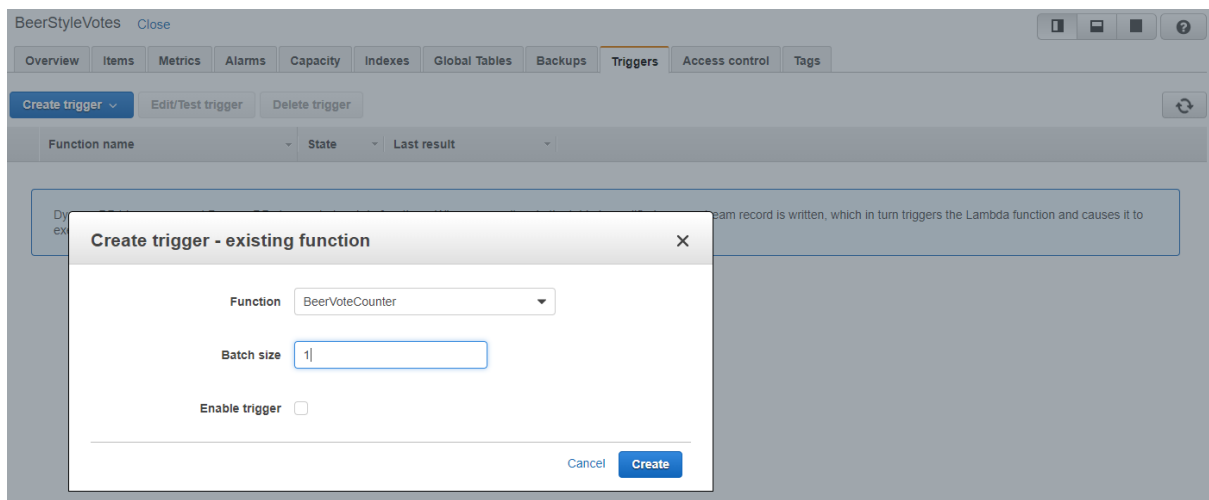 BeerStyleVotes Close
Overview Items Metrics Alarms Capacity Indexes Global Tables Backups Triggers Access control Tags
Create trigger Edit/Test trigger Delete trigger
Function name State Last result
eam record is written, which in turn triggers the Lambda function and causes it to
Create trigger - existing function
Function BeerVoteCounter
Batch size 1
Enable trigger
Cancel Create